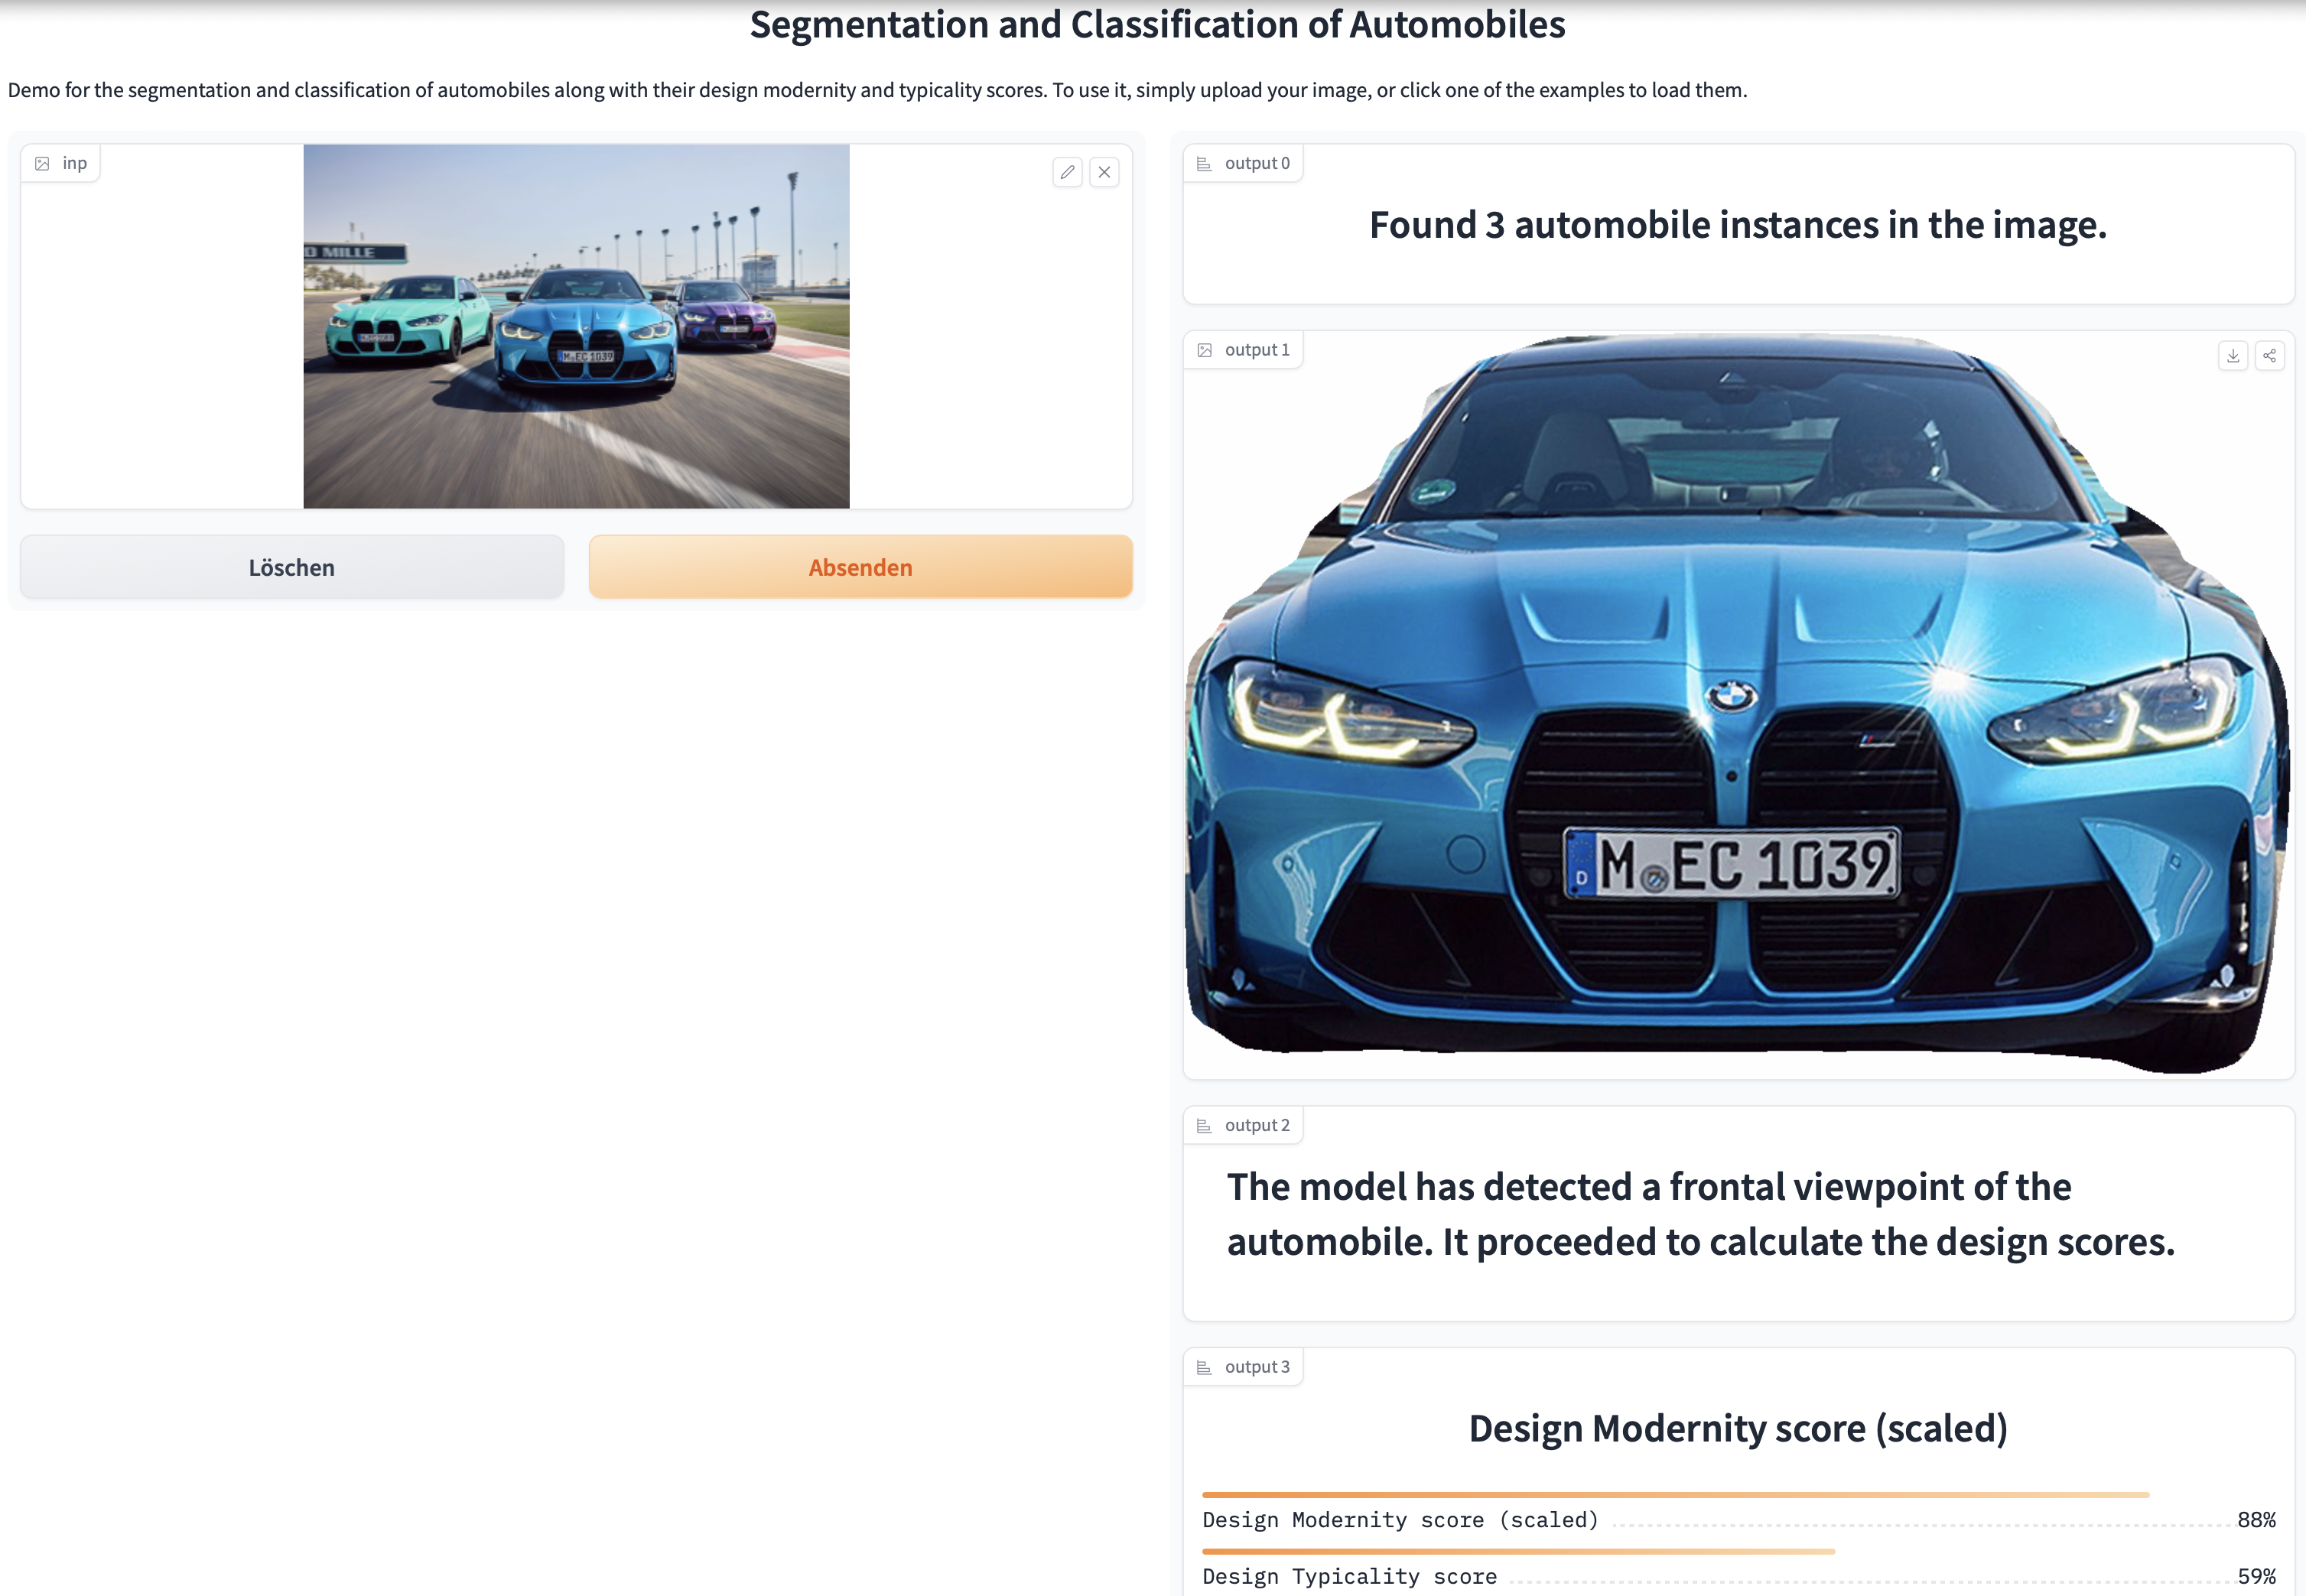 Segmentation and Classification of Automobiles
Demo for the segmentation and classification of automobiles along with their design modernity and typicality scores. To use it, simply upload your image, or click one of the examples to load them.
inp
O MILLE
M EC 1039
Löschen
Absenden
output 0
Found 3 automobile instances in the image.
output 1
D
M EC 1039
output 2
The model has detected a frontal viewpoint of the
automobile. It proceeded to calculate the design scores.
output 3
Design Modernity score (scaled)
Design Modernity score (scaled) 88%
Design Typicality score 59%